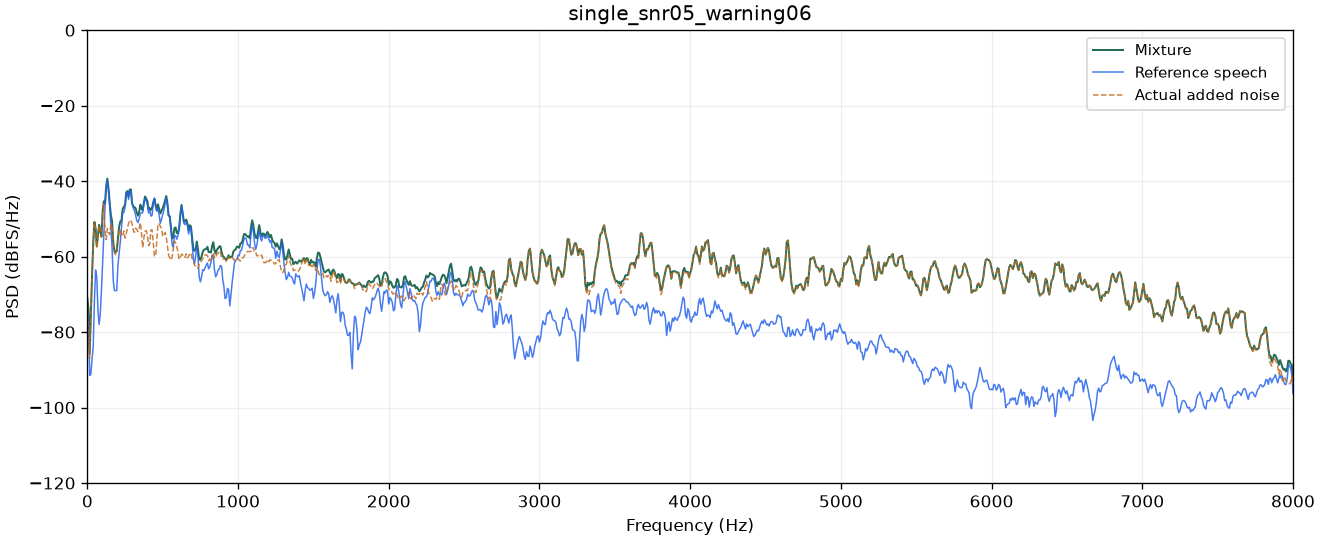 single_snr05_warning06
Mixture
Reference speech
Actual added noise
PSD (dBFS/Hz)
0
−20
−40
−60
−80
−100
−120
0 1000 2000 3000 4000 5000 6000 7000 8000
Frequency (Hz)